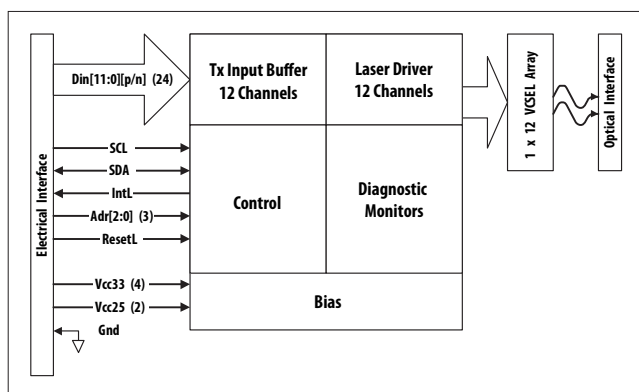 Electrical Interface
Din[11:0][p/n] (24)
SCL
SDA
IntL
Adr[2:0] (3)
ResetL
Vcc33 (4)
Vcc25 (2)
Gnd
Tx Input Buffer
12 Channels
Laser Driver
12 Channels
Control
Diagnostic
Monitors
Bias
1 x 12 VCSEL Array
Optical Interface